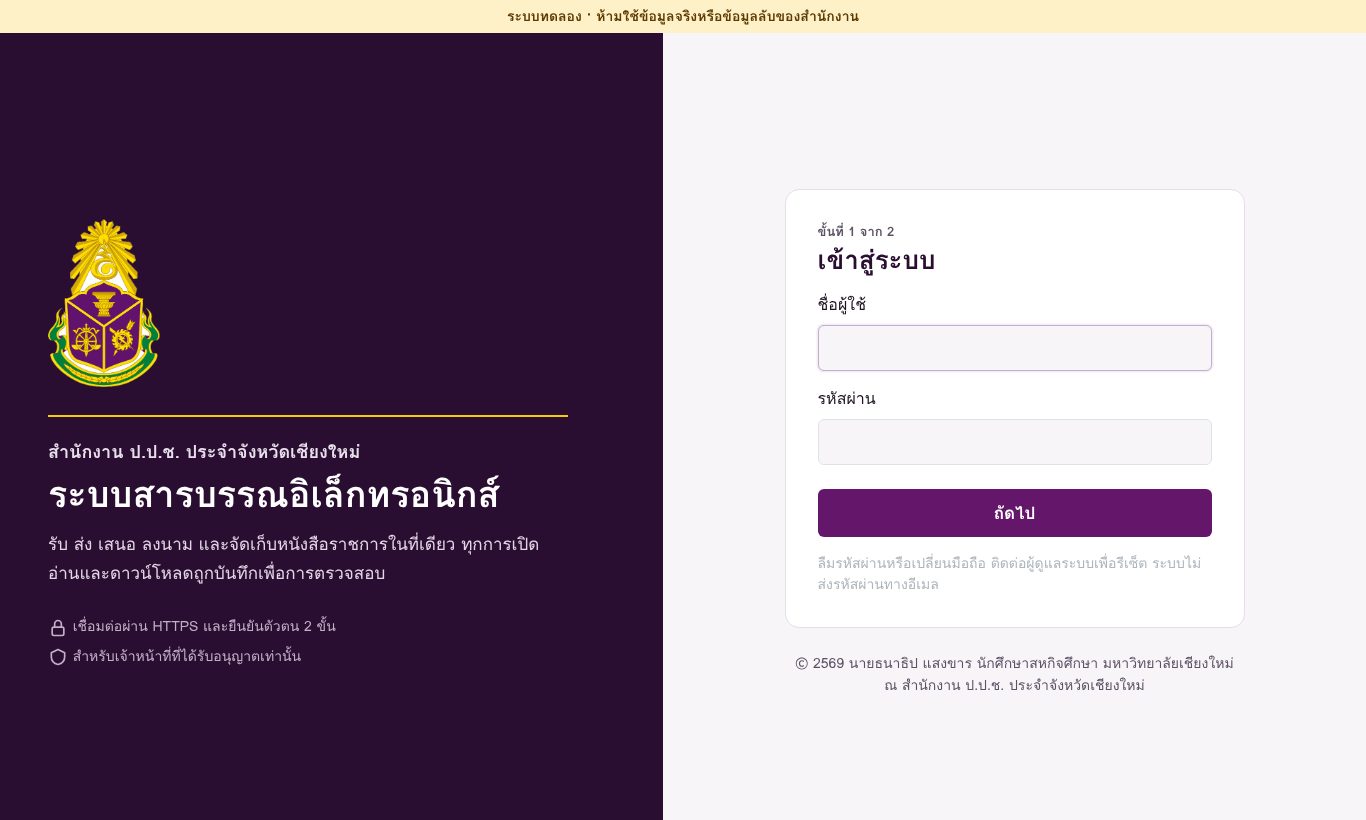 ระบบทดลอง · ห้ามใช้ข้อมูลจริงหรือข้อมูลลับของสำนักงาน
สำนักงาน ป.ป.ช. ประจำจังหวัดเชียงใหม่
ระบบสารบรรณอิเล็กทรอนิกส์
รับ ส่ง เสนอ ลงนาม และจัดเก็บหนังสือราชการในที่เดียว ทุกการเปิด
อ่านและดาวน์โหลดถูกบันทึกเพื่อการตรวจสอบ
เชื่อมต่อผ่าน HTTPS และยืนยันตัวตน 2 ขั้น
สำหรับเจ้าหน้าที่ที่ได้รับอนุญาตเท่านั้น
ขั้นที่ 1 จาก 2
เข้าสู่ระบบ
ชื่อผู้ใช้
รหัสผ่าน
ถัดไป
ลืมรหัสผ่านหรือเปลี่ยนมือถือ ติดต่อผู้ดูแลระบบเพื่อรีเซ็ต ระบบไม่
ส่งรหัสผ่านทางอีเมล
© 2569 นายธนาธิป แสงขาร นักศึกษาสหกิจศึกษา มหาวิทยาลัยเชียงใหม่
ณ สำนักงาน ป.ป.ช. ประจำจังหวัดเชียงใหม่